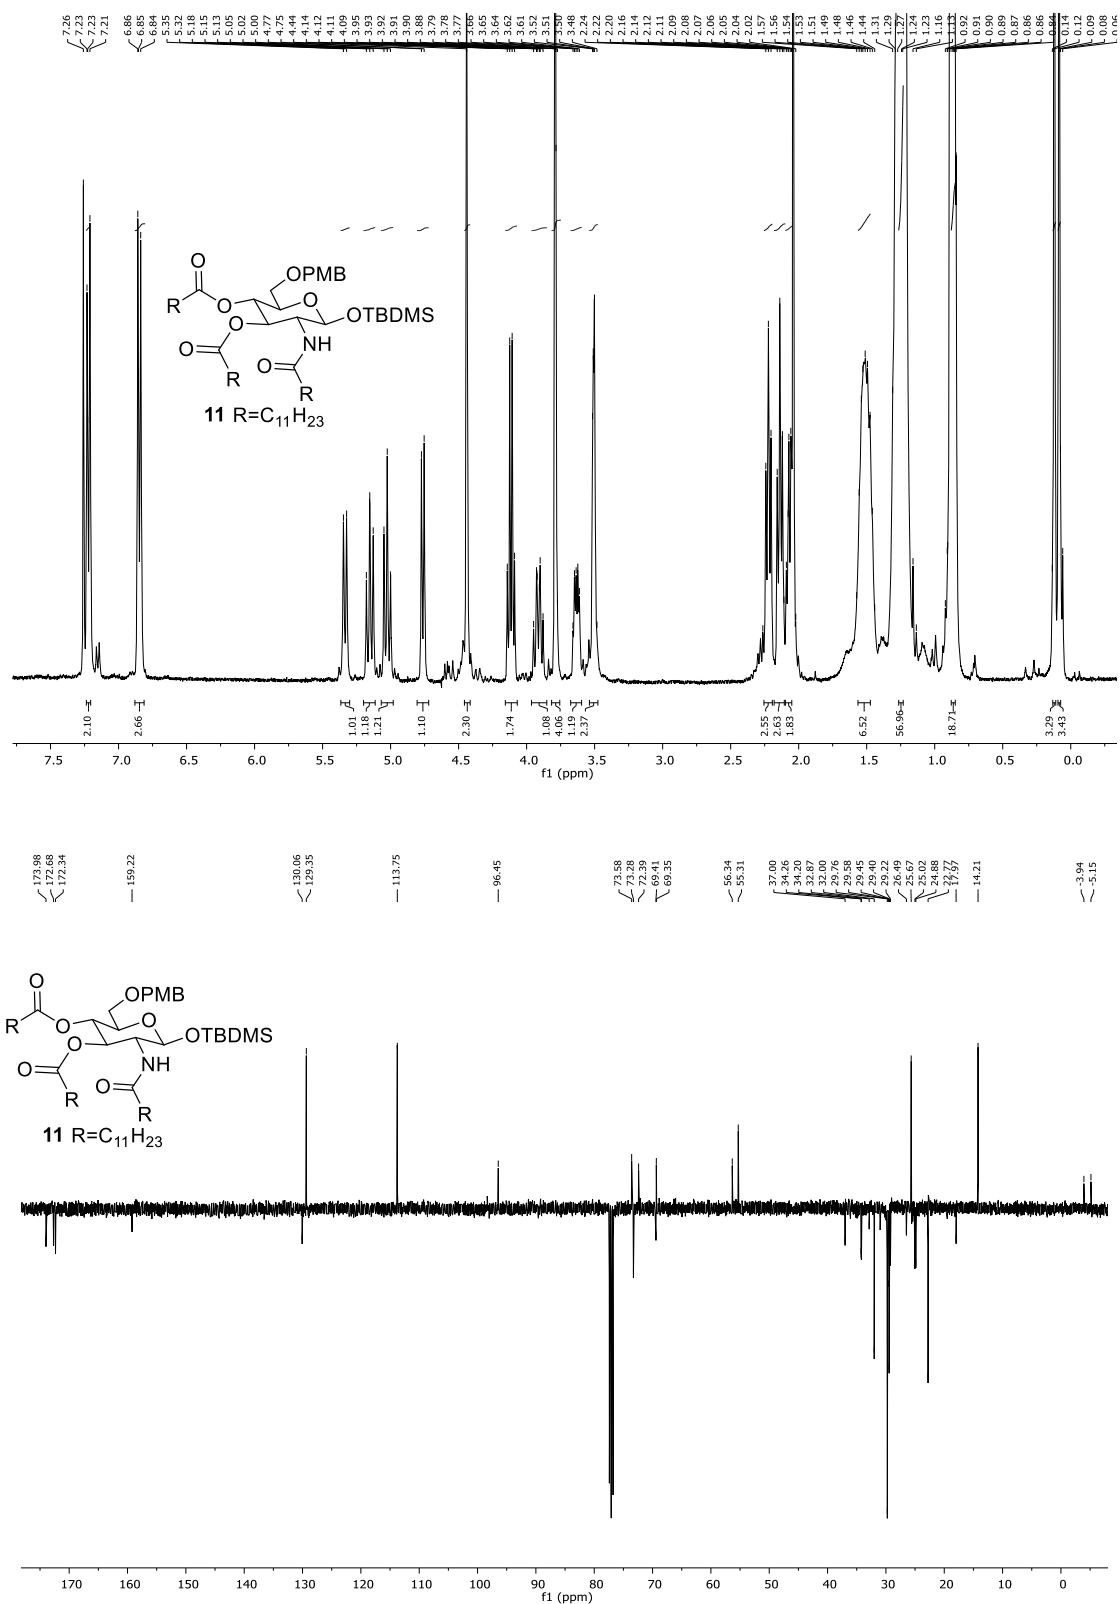 7.26 7.23 7.23 7.21 6.86 6.85 6.84 5.35 5.32 5.18 5.15 5.13 5.05 5.02 5.00 4.77 4.75 4.44 4.14 4.12 4.11 4.09 3.95 3.93 3.92 3.91 3.90 3.88 3.79 3.78 3.77 3.66 3.65 3.64 3.62 3.61 3.52 3.51 3.50 3.48 2.24 2.22 2.20 2.16 2.14 2.12 2.11 2.09 2.08 2.07 2.06 2.05 2.04 2.02 1.57 1.56 1.54 1.53 1.51 1.49 1.48 1.46 1.44 1.31 1.29 1.27 1.24 1.23 1.16 1.13 0.92 0.91 0.90 0.89 0.87 0.86 0.86 0.84 0.14 0.12 0.09 0.08 0.06
O
OPMB
R
O
O
OTBDMS
O
O
NH
O
R
R
11 R=C₁₁H₂₃
2.10 2.66 1.01 1.18 1.21 1.10 2.30 1.74 1.08 4.06 1.19 2.37 2.55 2.63 1.83 6.52 56.96 18.71 3.29 3.43
7.5 7.0 6.5 6.0 5.5 5.0 4.5 4.0 3.5 3.0 2.5 2.0 1.5 1.0 0.5 0.0
f1 (ppm)
173.98 172.68 172.34 159.22 130.06 129.35 113.75 96.45 73.58 73.28 72.39 69.41 69.35 56.34 55.31 37.00 34.26 34.20 32.87 32.00 29.76 29.58 29.45 29.40 29.22 26.49 25.67 25.02 24.88 22.77 17.97 14.21 -3.94 -5.15
O
OPMB
R
O
O
OTBDMS
O
O
NH
O
R
R
11 R=C₁₁H₂₃
170 160 150 140 130 120 110 100 90 80 70 60 50 40 30 20 10 0
f1 (ppm)